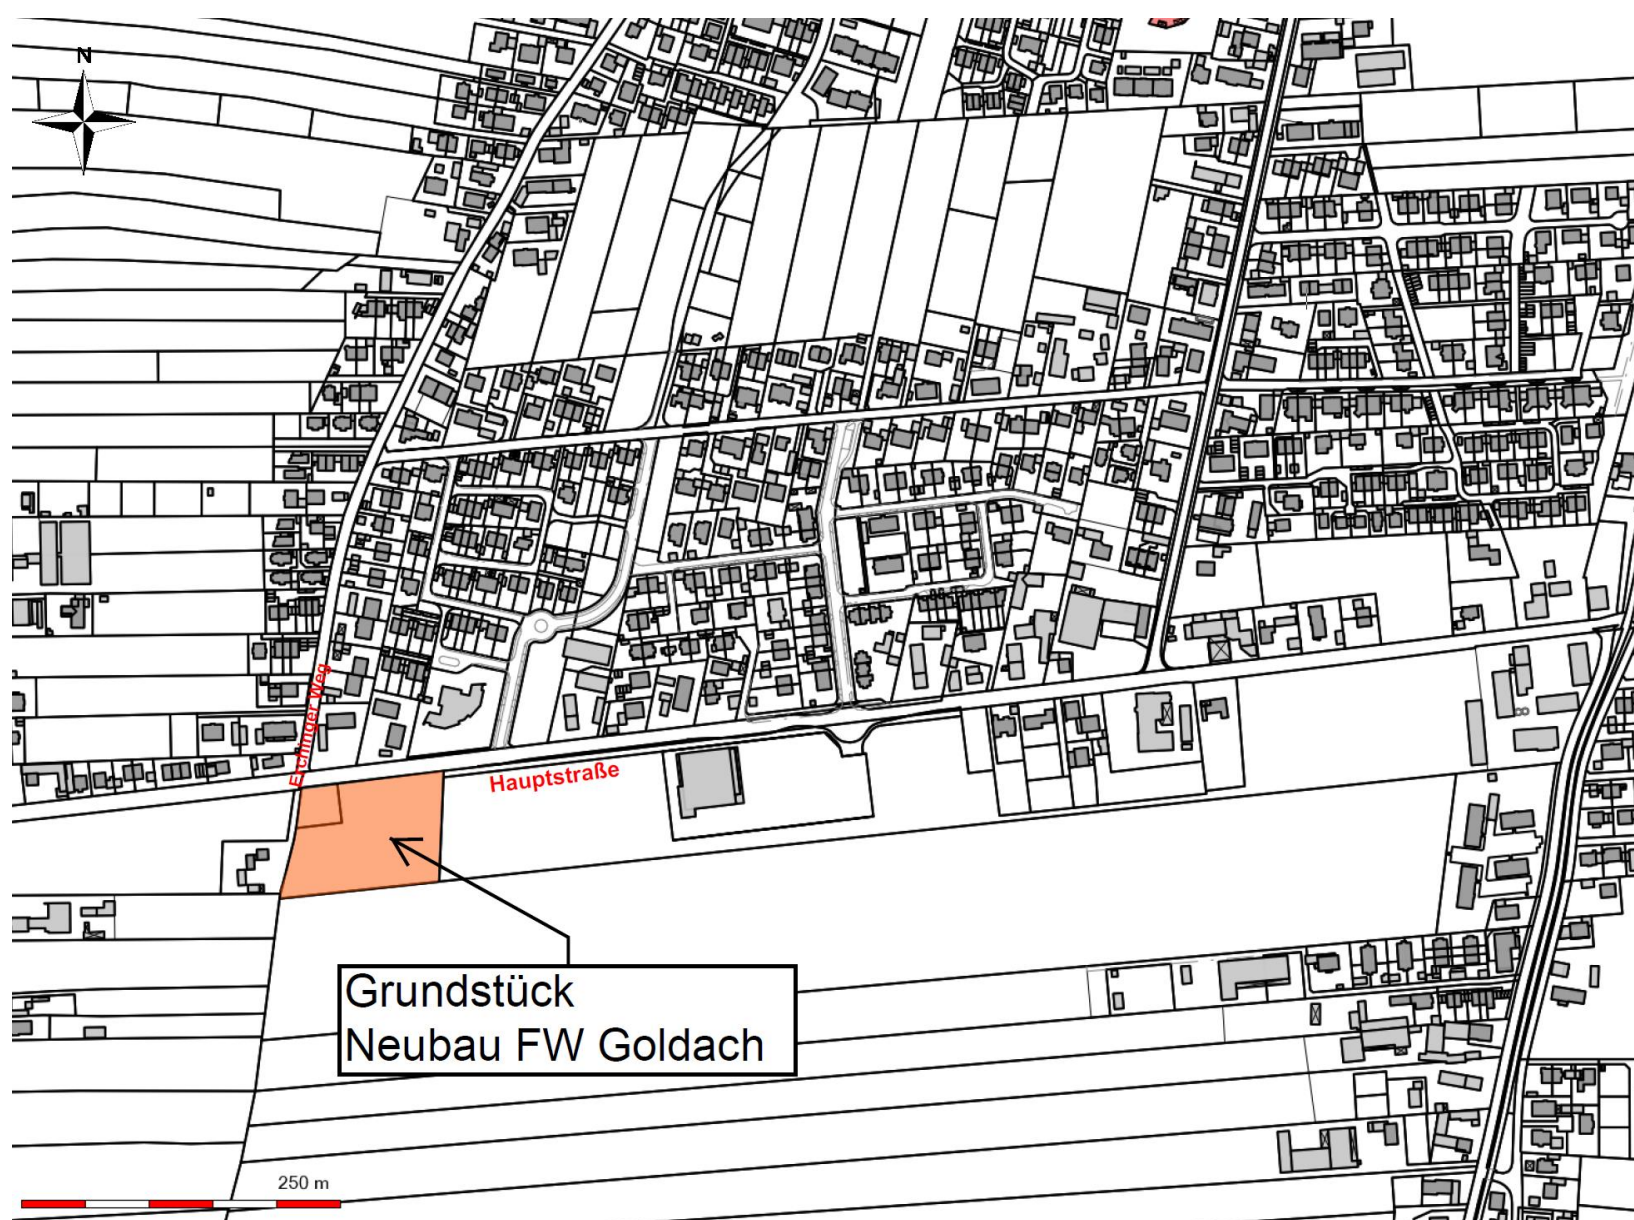 N
Erchinger Weg
Hauptstraße
Grundstück
Neubau FW Goldach
250 m